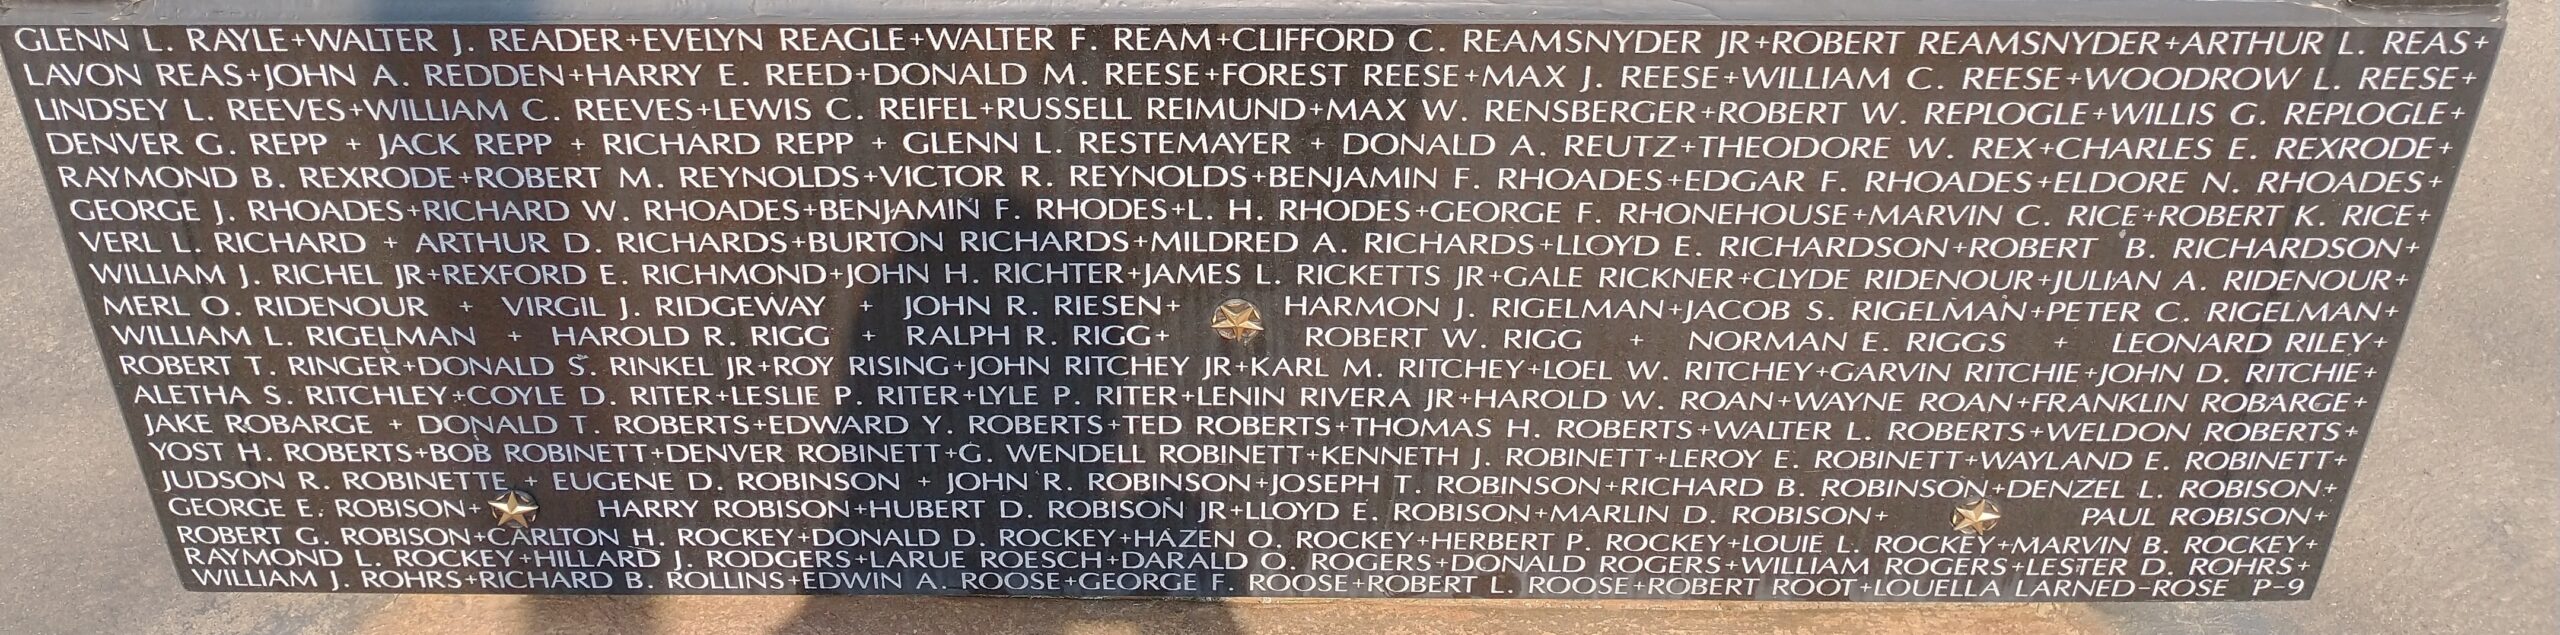 GLENN L. RAYLE+WALTER J. READER+EVELYN REAGLE+WALTER F. REAM+CLIFFORD C. REAMSNYDER JR+ROBERT REAMSNYDER+ARTHUR L. REAS+
LAVON REAS+JOHN A. REDDEN+HARRY E. REED+DONALD M. REESE+FOREST REESE+MAX J. REESE+WILLIAM C. REESE+WOODROW L. REESE+
LINDSEY L. REEVES+WILLIAM C. REEVES+LEWIS C. REIFEL+RUSSELL REIMUND+MAX W. RENSBERGER+ROBERT W. REPLOGLE+WILLIS G. REPLOGLE+
DENVER G. REPP + JACK REPP + RICHARD REPP + GLENN L. RESTEMAYER + DONALD A. REUTZ+THEODORE W. REX+CHARLES E. REXRODE+
RAYMOND B. REXRODE+ROBERT M. REYNOLDS+VICTOR R. REYNOLDS+BENJAMIN F. RHOADES+EDGAR F. RHOADES+ELDORE N. RHOADES+
GEORGE J. RHOADES+RICHARD W. RHOADES+BENJAMIN F. RHODES+L. H. RHODES+GEORGE F. RHONEHOUSE+MARVIN C. RICE+ROBERT K. RICE+
VERL L. RICHARD + ARTHUR D. RICHARDS+BURTON RICHARDS+MILDRED A. RICHARDS+LLOYD E. RICHARDSON+ROBERT B. RICHARDSON+
WILLIAM J. RICHEL JR+REXFORD E. RICHMOND+JOHN H. RICHTER+JAMES L. RICKETTS JR+GALE RICKNER+CLYDE RIDENOUR+JULIAN A. RIDENOUR+
MERL O. RIDENOUR + VIRGIL J. RIDGEWAY + JOHN R. RIESEN+ HARMON J. RIGELMAN+JACOB S. RIGELMAN+PETER C. RIGELMAN+
WILLIAM L. RIGELMAN + HAROLD R. RIGG + RALPH R. RIGG+ ROBERT W. RIGG + NORMAN E. RIGGS + LEONARD RILEY+
ROBERT T. RINGER+DONALD S. RINKEL JR+ROY RISING+JOHN RITCHEY JR+KARL M. RITCHEY+LOEL W. RITCHEY+GARVIN RITCHIE+JOHN D. RITCHIE+
ALETHA S. RITCHLEY+COYLE D. RITER+LESLIE P. RITER+LYLE P. RITER+LENIN RIVERA JR+HAROLD W. ROAN+WAYNE ROAN+FRANKLIN ROBARGE+
JAKE ROBARGE + DONALD T. ROBERTS+EDWARD Y. ROBERTS+TED ROBERTS+THOMAS H. ROBERTS+WALTER L. ROBERTS+WELDON ROBERTS+
YOST H. ROBERTS+BOB ROBINETT+DENVER ROBINETT+G. WENDELL ROBINETT+KENNETH J. ROBINETT+LEROY E. ROBINETT+WAYLAND E. ROBINETT+
JUDSON R. ROBINETTE + EUGENE D. ROBINSON + JOHN R. ROBINSON+JOSEPH T. ROBINSON+RICHARD B. ROBINSON+DENZEL L. ROBISON+
GEORGE E. ROBISON+ HARRY ROBISON+HUBERT D. ROBISON JR+LLOYD E. ROBISON+MARLIN D. ROBISON+ PAUL ROBISON+
ROBERT G. ROBISON+CARLTON H. ROCKEY+DONALD D. ROCKEY+HAZEN O. ROCKEY+HERBERT P. ROCKEY+LOUIE L. ROCKEY+MARVIN B. ROCKEY+
RAYMOND L. ROCKEY+HILLARD J. RODGERS+LARUE ROESCH+DARALD O. ROGERS+DONALD ROGERS+WILLIAM ROGERS+LESTER D. ROHRS+
WILLIAM J. ROHRS+RICHARD B. ROLLINS+EDWIN A. ROOSE+GEORGE F. ROOSE+ROBERT L. ROOSE+ROBERT ROOT+LOUELLA LARNED-ROSE P-9